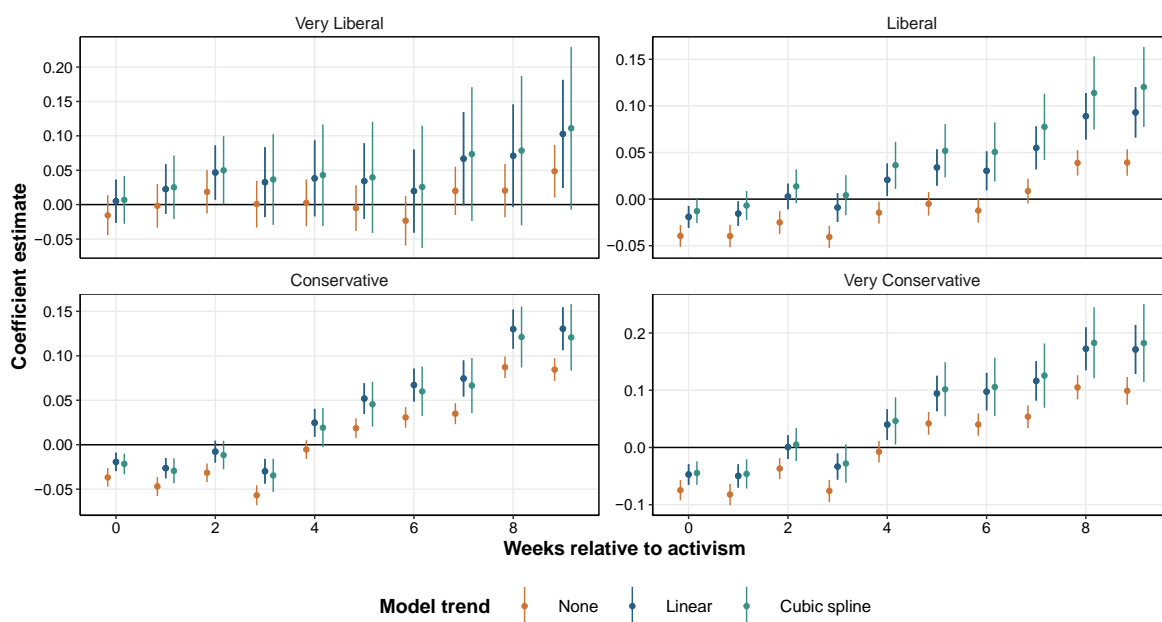 Very Liberal
Liberal
0.20
0.15
0.10
0.05
0.00
−0.05
0.15
0.10
0.05
0.00
−0.05
Coefficient estimate
Conservative
Very Conservative
0.15
0.10
0.05
0.00
−0.05
0.2
0.1
0.0
−0.1
0 2 4 6 8
0 2 4 6 8
Weeks relative to activism
Model trend None Linear Cubic spline